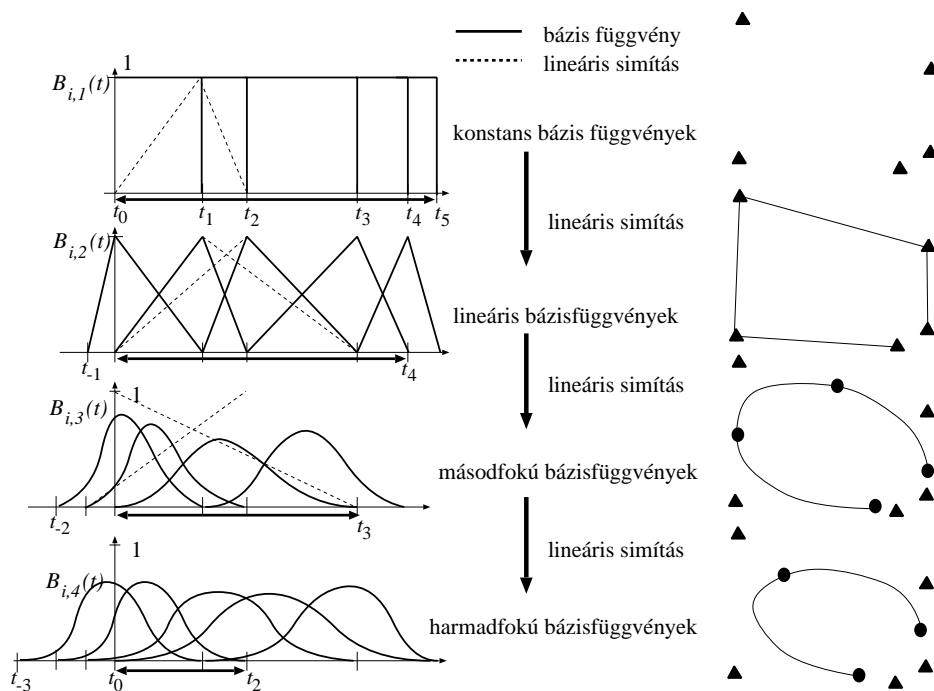 bázis függvény
lineáris simítás
1
B_{i,1}(t)
konstans bázis függvények
t_0 t_1 t_2 t_3 t_4 t_5
lineáris simítás
B_{i,2}(t)
lineáris bázisfüggvények
t_{-1} t_4
lineáris simítás
1
B_{i,3}(t)
másodfokú bázisfüggvények
t_{-2} t_3
1
lineáris simítás
B_{i,4}(t)
harmadfokú bázisfüggvények
t_{-3} t_0 t_2